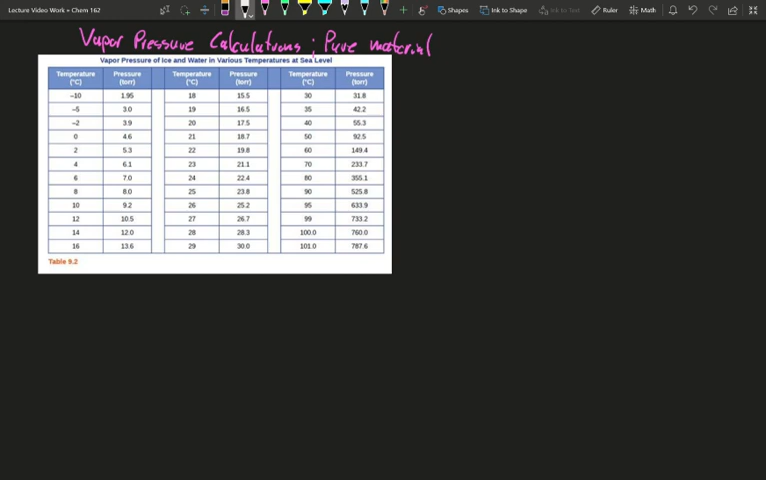 Lecture Video Work • Chem 162
Shapes Ink to Shape Ink to Text Ruler Math
Vapor Pressure Calculations ; Pure material
Vapor Pressure of Ice and Water in Various Temperatures at Sea Level
Temperature (°C) Pressure (torr) Temperature (°C) Pressure (torr) Temperature (°C) Pressure (torr)
–10 1.95 18 15.5 30 31.8
–5 3.0 19 16.5 35 42.2
–2 3.9 20 17.5 40 55.3
0 4.6 21 18.7 50 92.5
2 5.3 22 19.8 60 149.4
4 6.1 23 21.1 70 233.7
6 7.0 24 22.4 80 355.1
8 8.0 25 23.8 90 525.8
10 9.2 26 25.2 95 633.9
12 10.5 27 26.7 99 733.2
14 12.0 28 28.3 100.0 760.0
16 13.6 29 30.0 101.0 787.6
Table 9.2